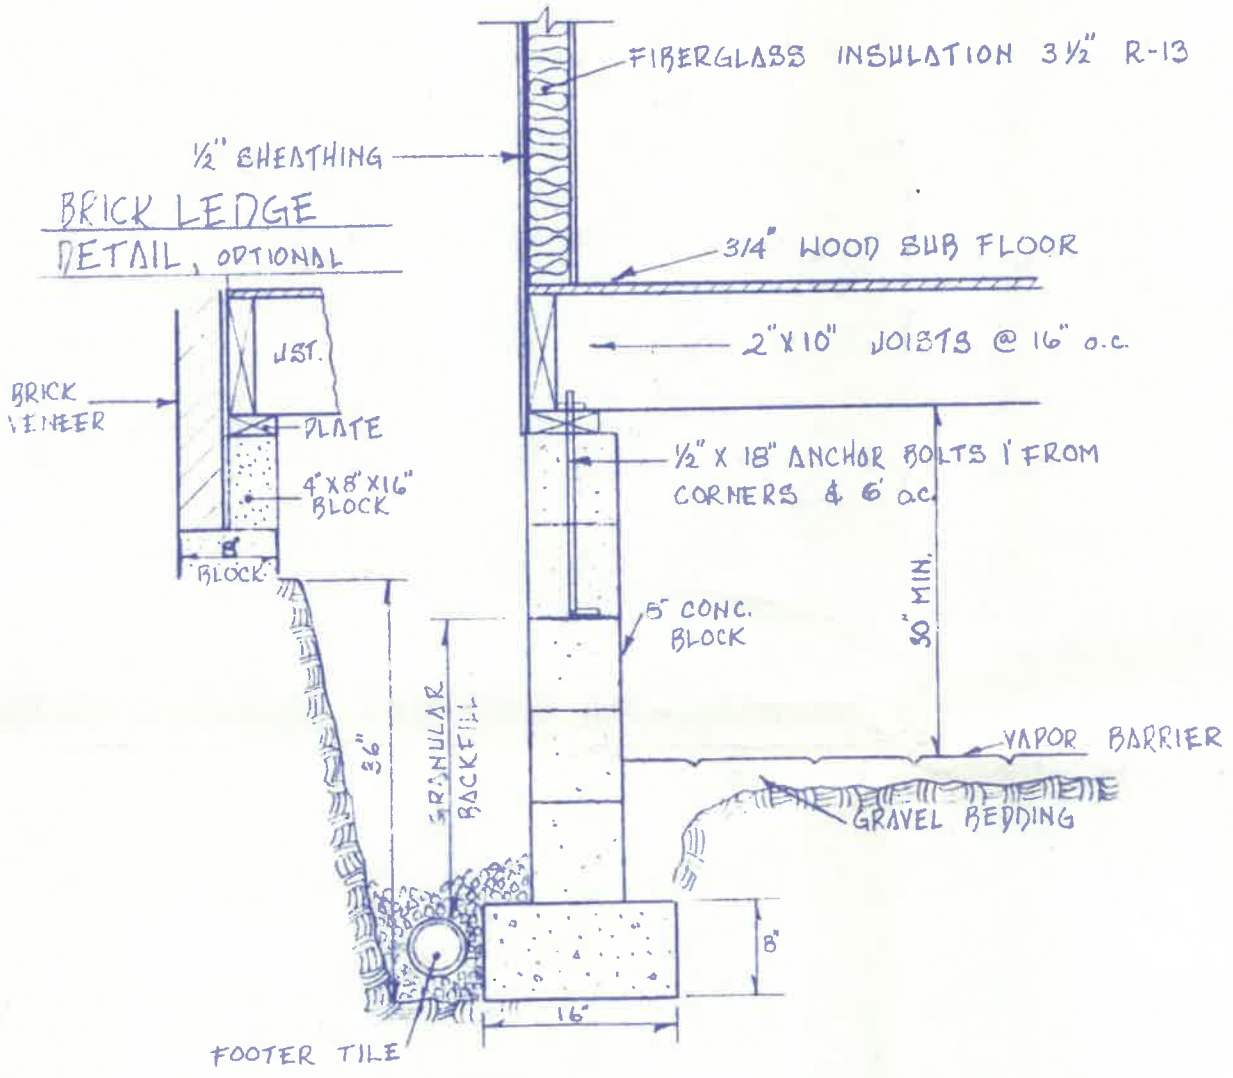 FIBERGLASS INSULATION 3½" R-13
½" SHEATHING
BRICK LEDGE
DETAIL, OPTIONAL
3/4" WOOD SUB FLOOR
JST.
2"X10" JOISTS @ 16" o.c.
BRICK
VENEER
PLATE
½" X 18" ANCHOR BOLTS 1' FROM
CORNERS & 6' o.c.
4"X8"X16"
BLOCK
8"
BLOCK
30" MIN.
CONC.
BLOCK
36"
GRANULAR
BACKFILL
VAPOR BARRIER
GRAVEL BEDDING
8"
16"
FOOTER TILE